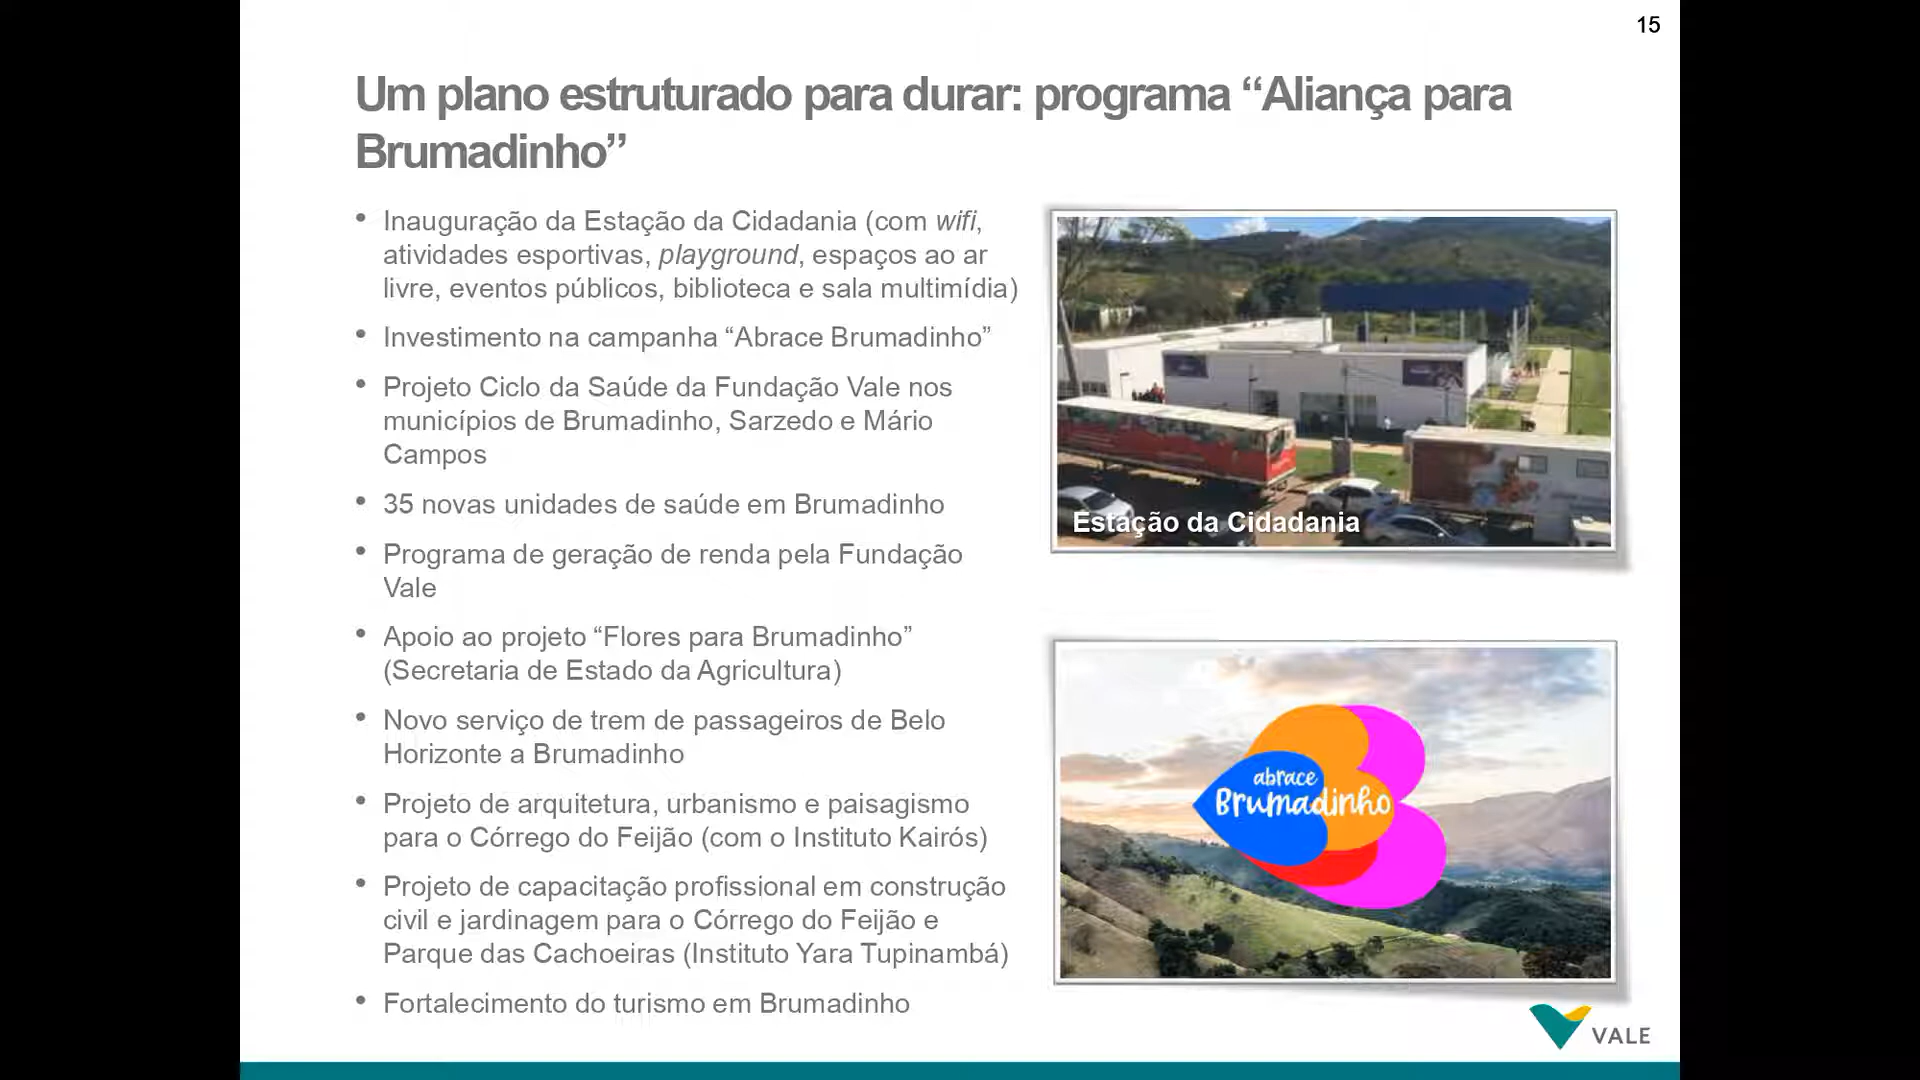 15
Um plano estruturado para durar: programa “Aliança para
Brumadinho”
• Inauguração da Estação da Cidadania (com wifi,
atividades esportivas, playground, espaços ao ar
livre, eventos públicos, biblioteca e sala multimídia)
• Investimento na campanha “Abrace Brumadinho”
• Projeto Ciclo da Saúde da Fundação Vale nos
municípios de Brumadinho, Sarzedo e Mário
Campos
• 35 novas unidades de saúde em Brumadinho
• Programa de geração de renda pela Fundação
Vale
• Apoio ao projeto “Flores para Brumadinho”
(Secretaria de Estado da Agricultura)
• Novo serviço de trem de passageiros de Belo
Horizonte a Brumadinho
• Projeto de arquitetura, urbanismo e paisagismo
para o Córrego do Feijão (com o Instituto Kairós)
• Projeto de capacitação profissional em construção
civil e jardinagem para o Córrego do Feijão e
Parque das Cachoeiras (Instituto Yara Tupinambá)
• Fortalecimento do turismo em Brumadinho
Estação da Cidadania
abrace
Brumadinho
VALE